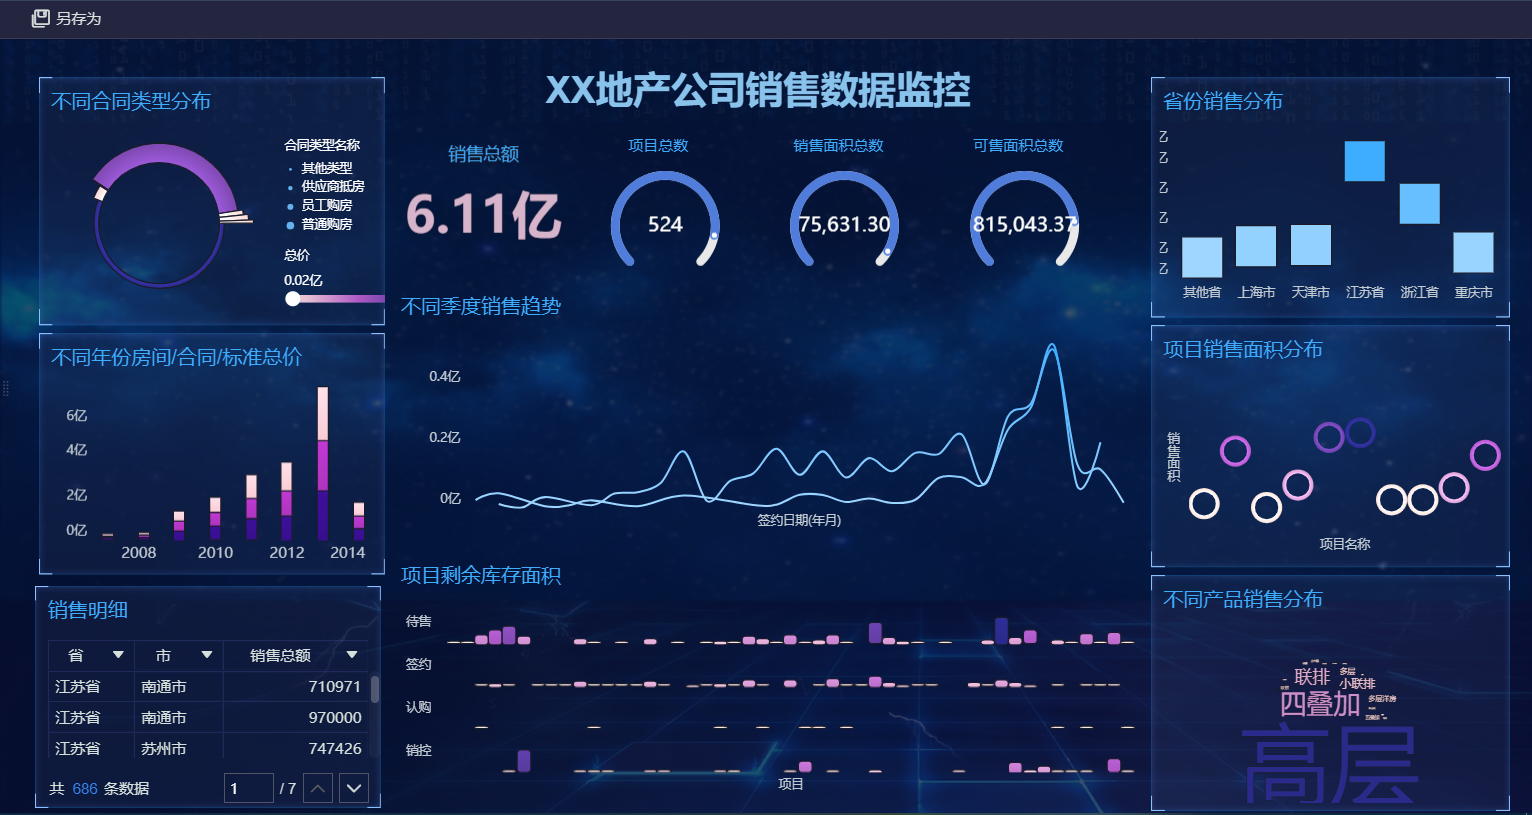 另存为
XX地产公司销售数据监控
不同合同类型分布
合同类型名称
其他类型
供应商抵房
员工购房
普通购房
总价
0.02亿
不同年份房间/合同/标准总价
6亿
4亿
2亿
0亿
2008 2010 2012 2014
销售明细
省 市 销售总额
江苏省 南通市 710971
江苏省 南通市 970000
江苏省 苏州市 747426
共 686 条数据 1 / 7
销售总额
6.11亿
项目总数
524
销售面积总数
75,631.30
可售面积总数
815,043.37
不同季度销售趋势
0.4亿
0.2亿
0亿
签约日期(年月)
项目剩余库存面积
待售
签约
认购
销控
项目
省份销售分布
乙
乙
乙
乙
乙
乙
其他省 上海市 天津市 江苏省 浙江省 重庆市
项目销售面积分布
销售面积
项目名称
不同产品销售分布
多层
联排
小联排
四叠加
多层洋房
高层